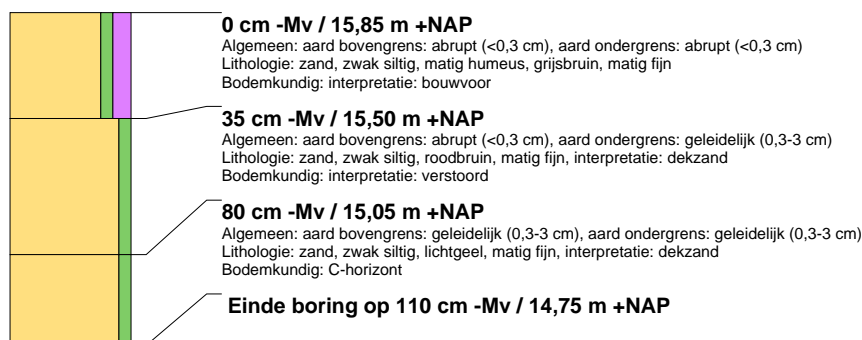 0 cm -Mv / 15,85 m +NAP
Algemeen: aard bovengrens: abrupt (<0,3 cm), aard ondergrens: abrupt (<0,3 cm)
Lithologie: zand, zwak siltig, matig humeus, grijsbruin, matig fijn
Bodemkundig: interpretatie: bouwvoor
35 cm -Mv / 15,50 m +NAP
Algemeen: aard bovengrens: abrupt (<0,3 cm), aard ondergrens: geleidelijk (0,3-3 cm)
Lithologie: zand, zwak siltig, roodbruin, matig fijn, interpretatie: dekzand
Bodemkundig: interpretatie: verstoord
80 cm -Mv / 15,05 m +NAP
Algemeen: aard bovengrens: geleidelijk (0,3-3 cm), aard ondergrens: geleidelijk (0,3-3 cm)
Lithologie: zand, zwak siltig, lichtgeel, matig fijn, interpretatie: dekzand
Bodemkundig: C-horizont
Einde boring op 110 cm -Mv / 14,75 m +NAP